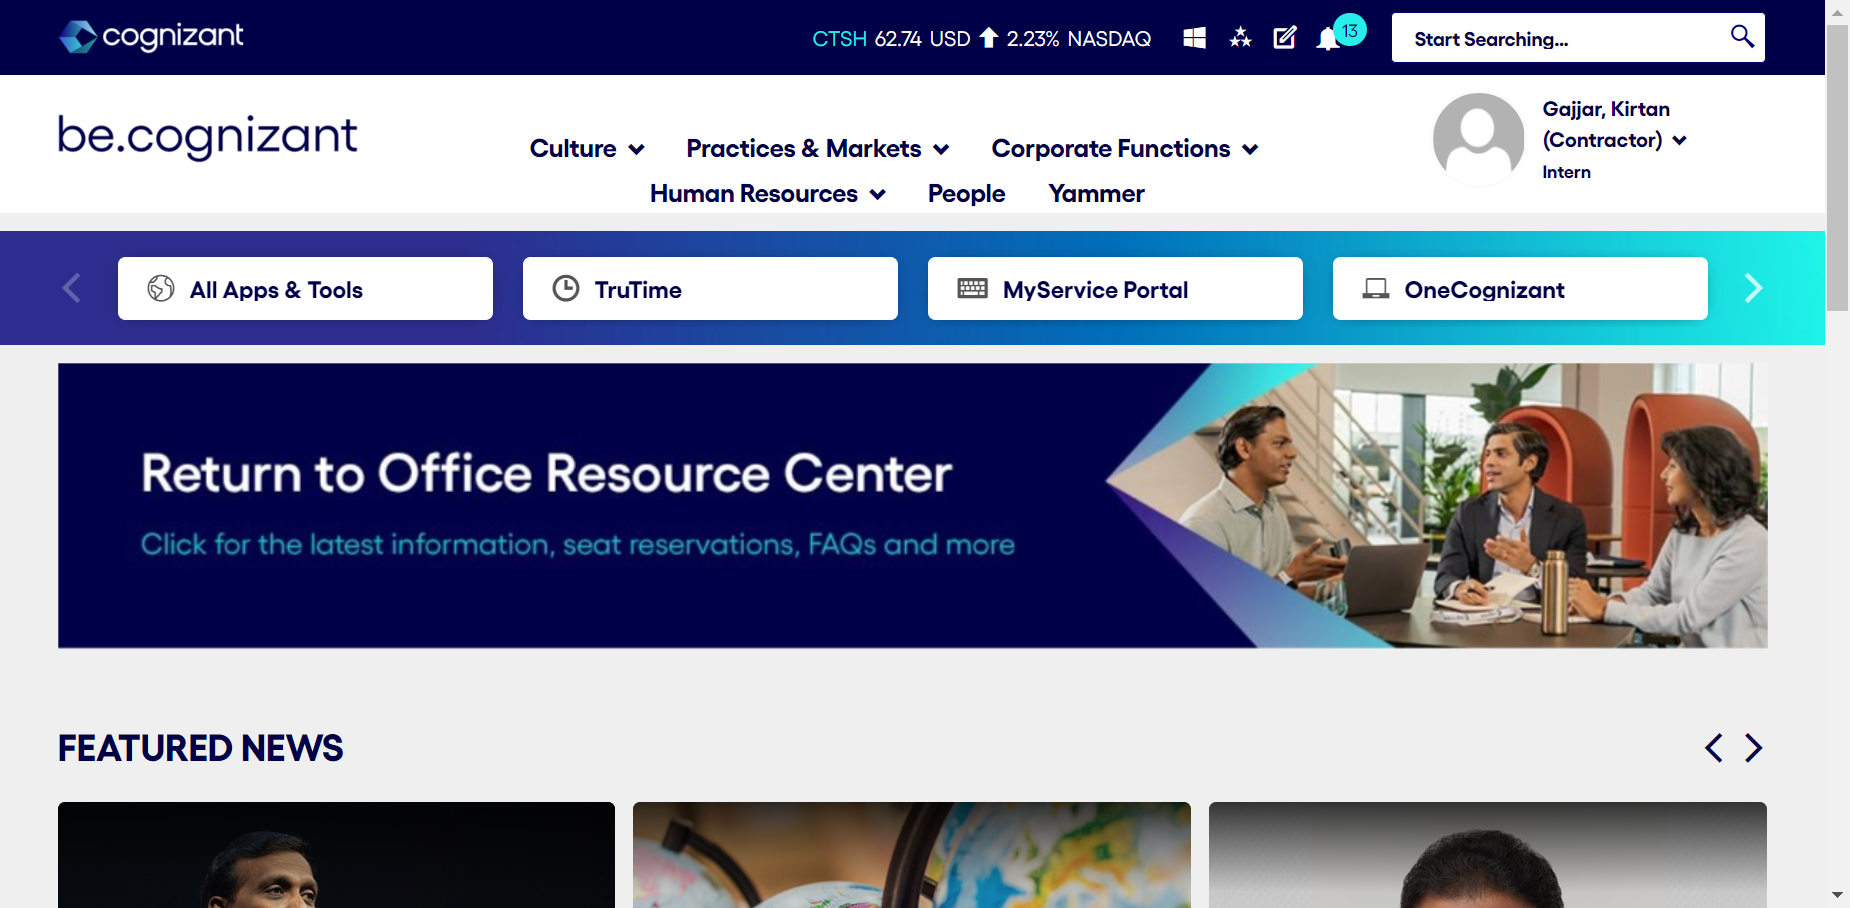 cognizant
CTSH 62.74 USD 2.23% NASDAQ
13
Start Searching...
be.cognizant
Culture
Practices & Markets
Corporate Functions
Human Resources
People
Yammer
Gajjar, Kirtan
(Contractor)
Intern
All Apps & Tools
TruTime
MyService Portal
OneCognizant
Return to Office Resource Center
Click for the latest information, seat reservations, FAQs and more
FEATURED NEWS